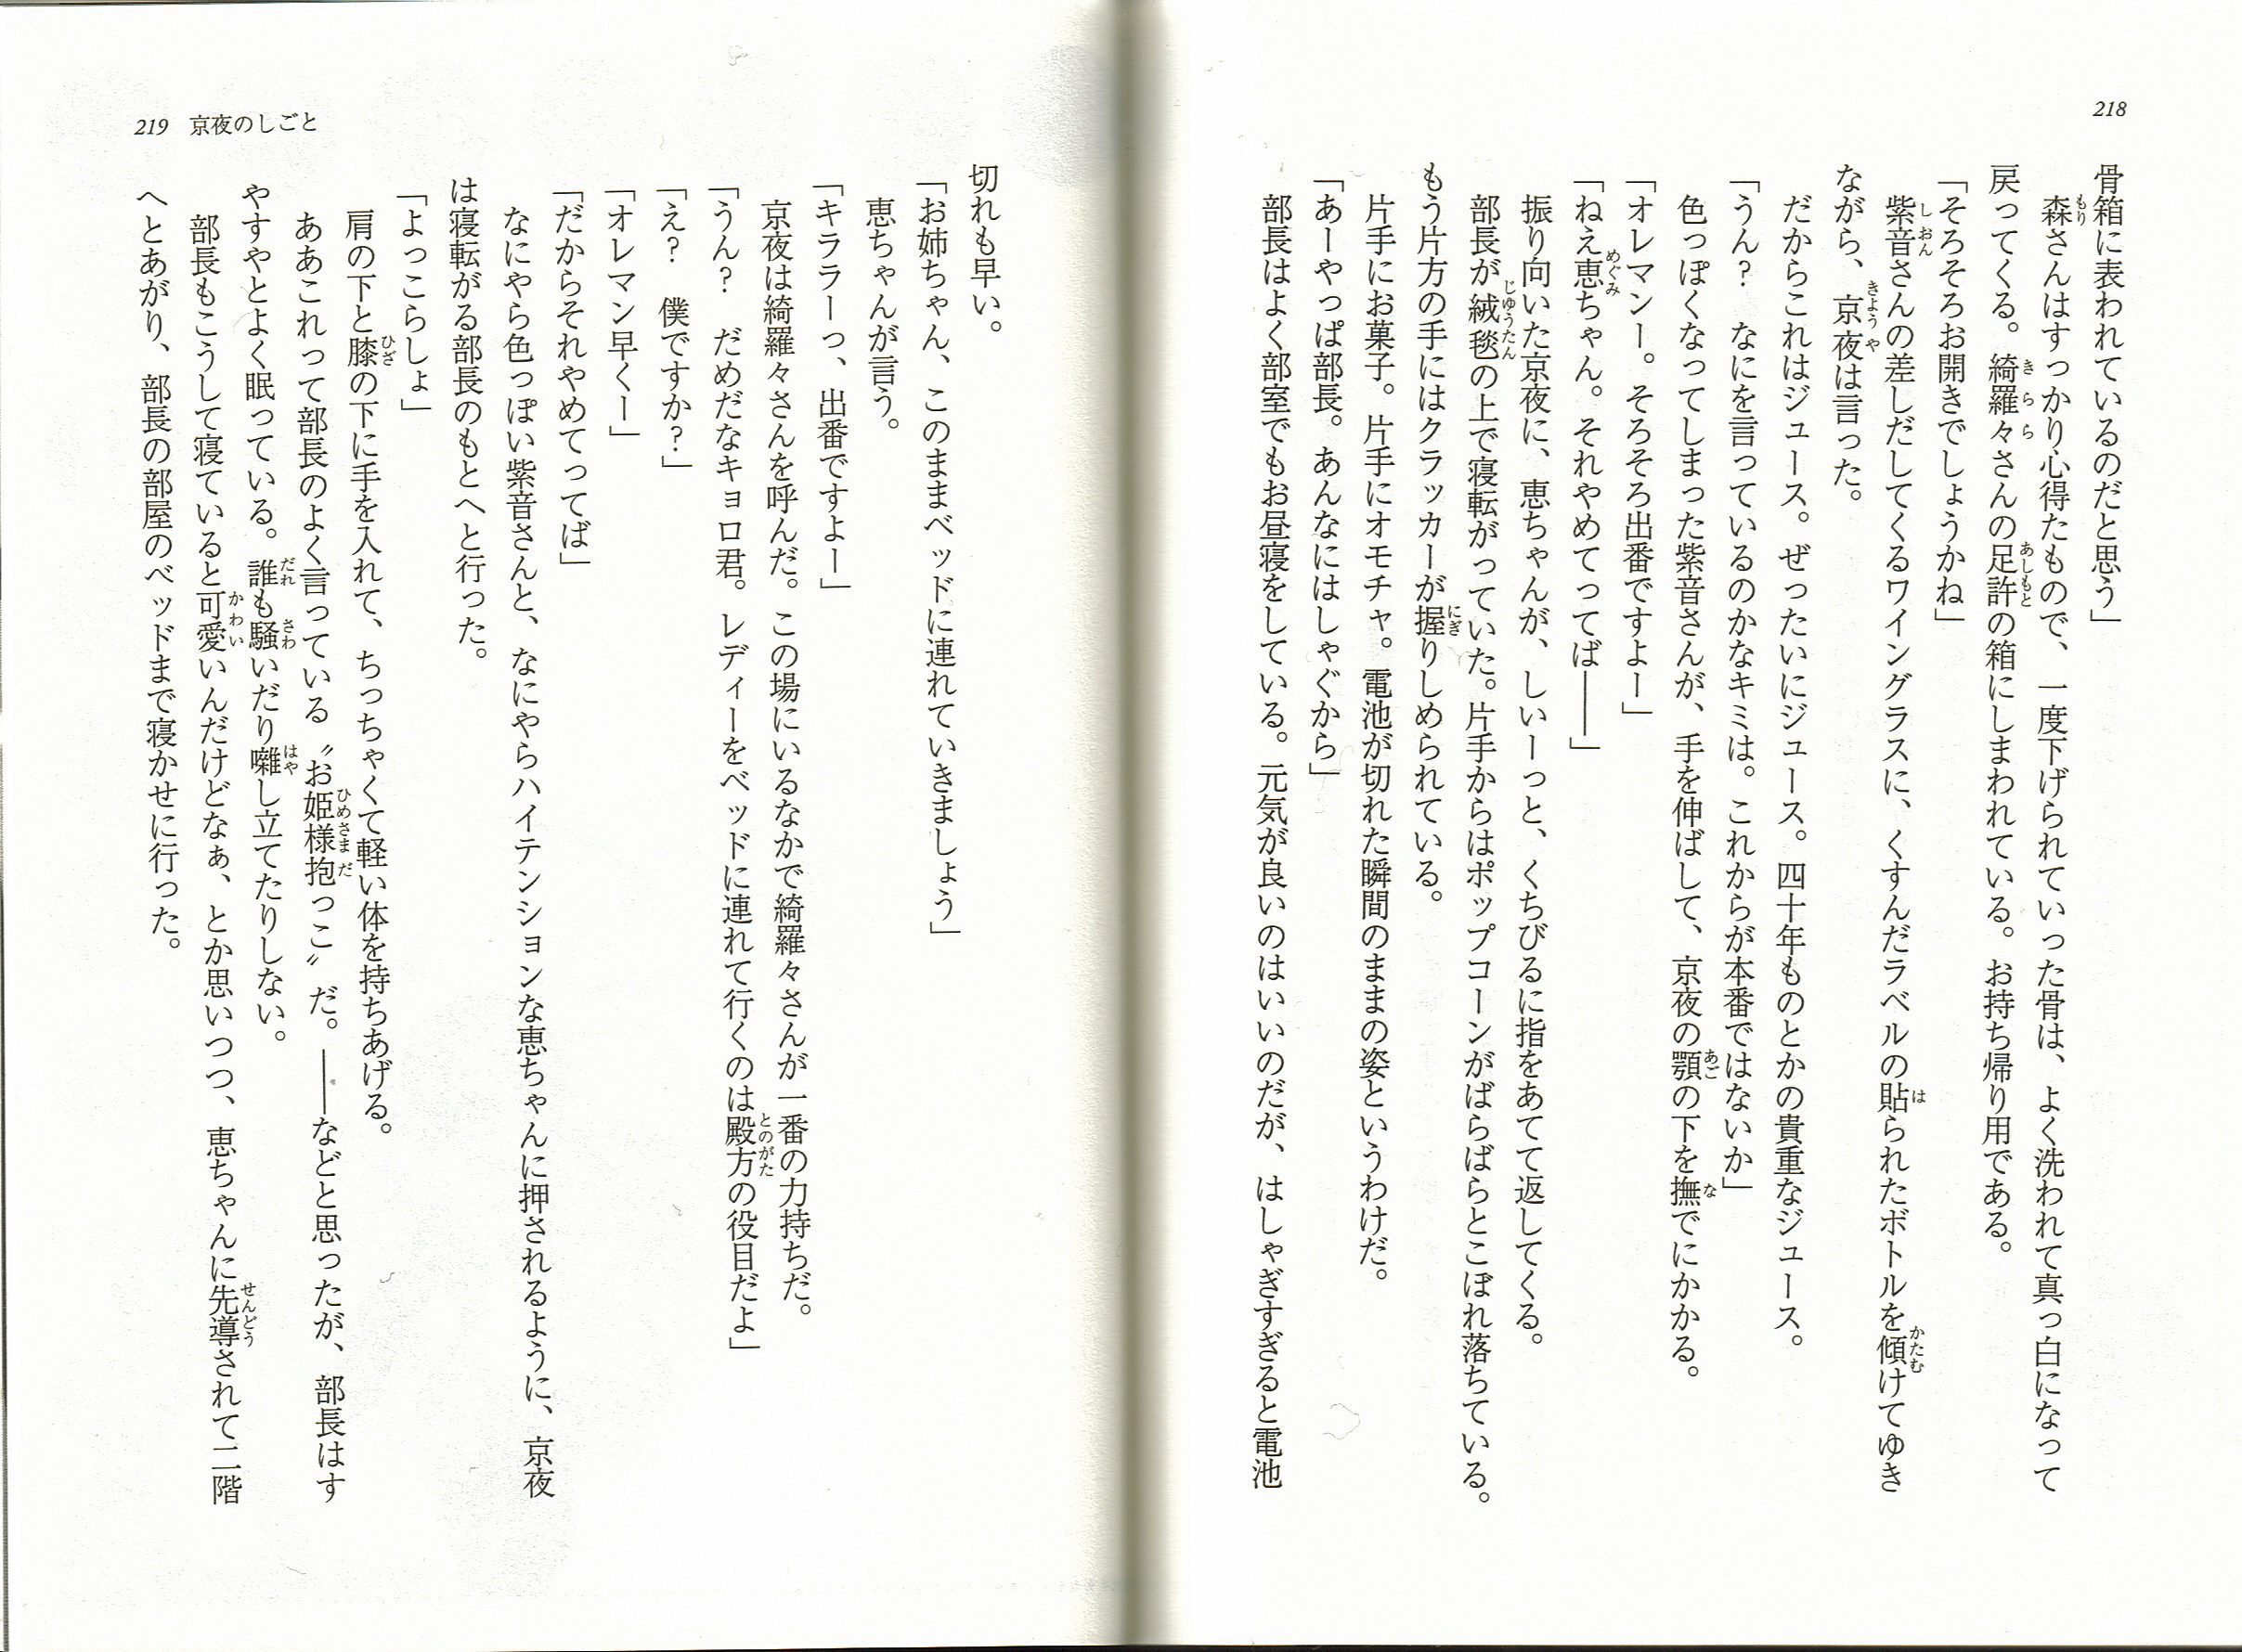 218
骨箱に表われているのだと思う」
森さんはすっかり心得たもので、一度下げられていった骨は、よく洗われて真っ白になって
戻ってくる。綺羅々さんの足許の箱にしまわれている。お持ち帰り用である。
「そろそろお開きでしょうかね」
紫音さんの差しだしてくるワイングラスに、くすんだラベルの貼られたボトルを傾けてゆき
ながら、京夜は言った。
だからこれはジュース。ぜったいにジュース。四十年ものとかの貴重なジュース。
「うん？　なにを言っているのかなキミは。これからが本番ではないか」
色っぽくなってしまった紫音さんが、手を伸ばして、京夜の顎の下を撫でにかかる。
「オレマンー。そろそろ出番ですよー」
「ねえ恵ちゃん。それやめてってば――」
振り向いた京夜に、恵ちゃんが、しいーっと、くちびるに指をあてて返してくる。
部長が絨毯の上で寝転がっていた。片手からはポップコーンがばらばらとこぼれ落ちている。
もう片方の手にはクラッカーが握りしめられている。
片手にお菓子。片手にオモチャ。電池が切れた瞬間のままの姿というわけだ。
「あーやっぱ部長。あんなにはしゃぐから」
部長はよく部室でもお昼寝をしている。元気が良いのはいいのだが、はしゃぎすぎると電池
219 京夜のしごと
切れも早い。
「お姉ちゃん、このままベッドに連れていきましょう」
恵ちゃんが言う。
「キララーっ、出番ですよー」
京夜は綺羅々さんを呼んだ。この場にいるなかで綺羅々さんが一番の力持ちだ。
「うん？　だめだなキョロ君。レディーをベッドに連れて行くのは殿方の役目だよ」
「え？　僕ですか？」
「オレマン早くー」
「だからそれやめてってば」
なにやら色っぽい紫音さんと、なにやらハイテンションな恵ちゃんに押されるように、京夜
は寝転がる部長のもとへと行った。
「よっこらしょ」
肩の下と膝の下に手を入れて、ちっちゃくて軽い体を持ちあげる。
ああこれって部長のよく言っている〝お姫様抱っこ〟だ。――などと思ったが、部長はす
やすやとよく眠っている。誰も騒いだり囃し立てたりしない。
部長もこうして寝ていると可愛いんだけどなぁ、とか思いつつ、恵ちゃんに先導されて二階
へとあがり、部長の部屋のベッドまで寝かせに行った。